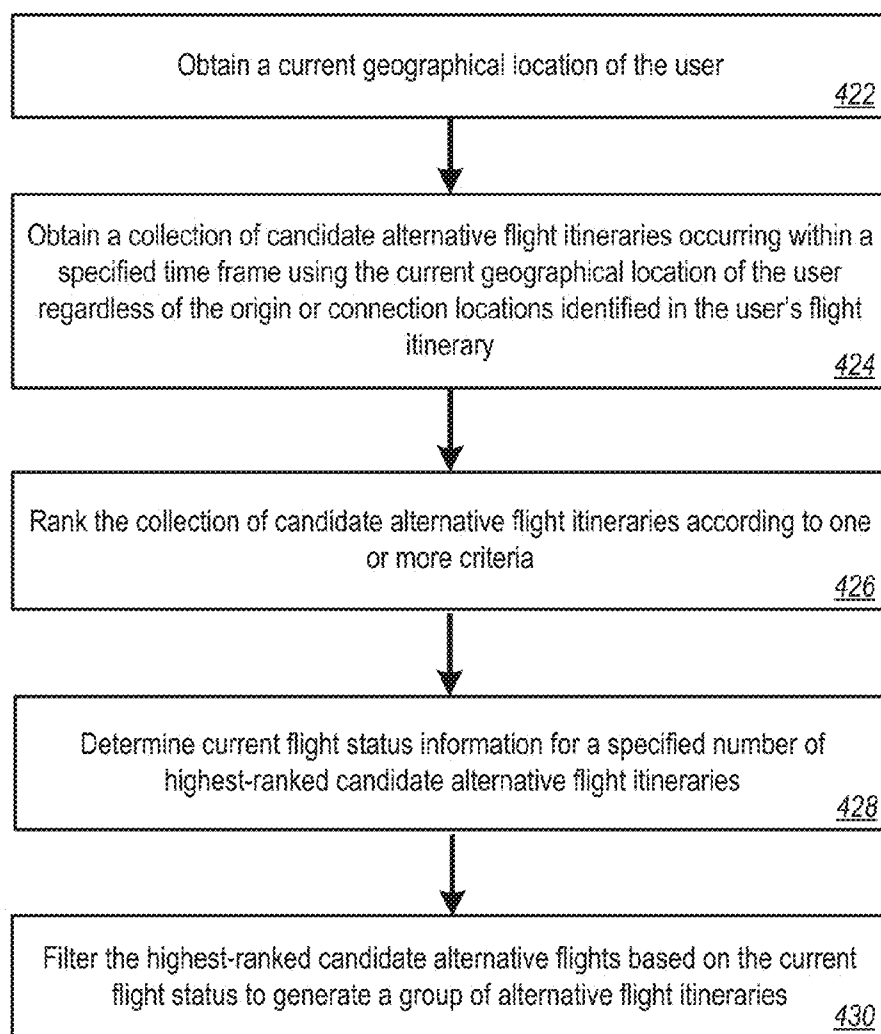 Obtain a current geographical location of the user
422
Obtain a collection of candidate alternative flight itineraries occurring within a
specified time frame using the current geographical location of the user
regardless of the origin or connection locations identified in the user's flight
itinerary
424
Rank the collection of candidate alternative flight itineraries according to one
or more criteria
426
Determine current flight status information for a specified number of
highest-ranked candidate alternative flight itineraries
428
Filter the highest-ranked candidate alternative flights based on the current
flight status to generate a group of alternative flight itineraries
430